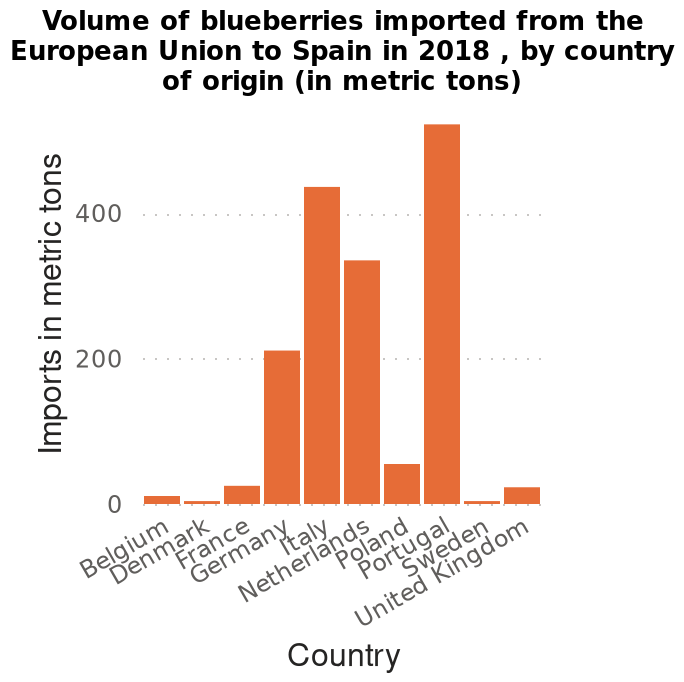 Volume of blueberries imported from the
European Union to Spain in 2018 , by country
of origin (in metric tons)
Imports in metric tons
400
200
0
Belgium
Denmark
France
Germany
Italy
Netherlands
Poland
Portugal
Sweden
United Kingdom
Country